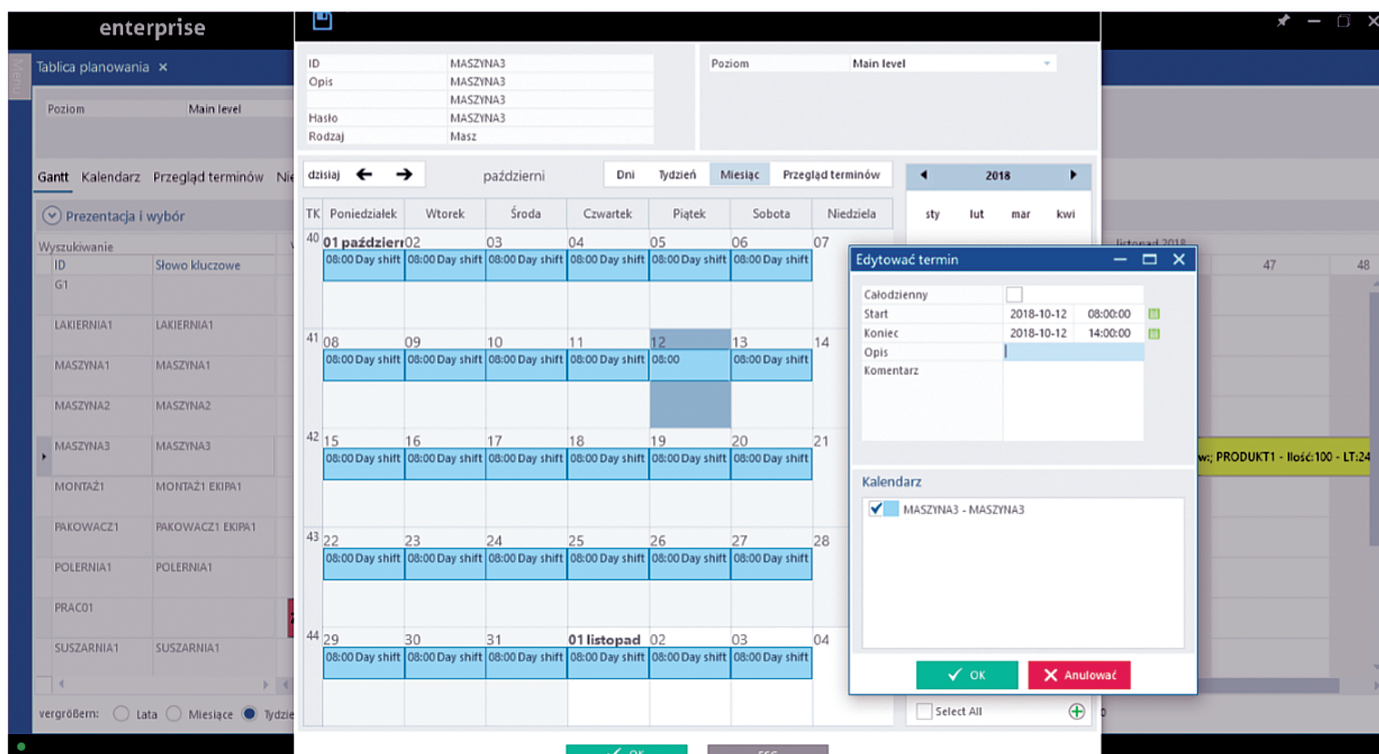 enterprise
Menu
Tablica planowania ×
Poziom Main level
Gantt Kalendarz Przegląd terminów Nie
Prezentacja i wybór
Wyszukiwanie
ID Słowo kluczowe
G1
LAKIERNIA1 LAKIERNIA1
MASZYNA1 MASZYNA1
MASZYNA2 MASZYNA2
MASZYNA3 MASZYNA3
MONTAŻ1 MONTAŻ1 EKIPA1
PAKOWACZ1 PAKOWACZ1 EKIPA1
POLERNIA1 POLERNIA1
PRAC01
SUSZARNIA1 SUSZARNIA1
vergrößern: Lata Miesiące Tydzie
ID MASZYNA3
Opis MASZYNA3
MASZYNA3
Hasło MASZYNA3
Rodzaj Masz
Poziom Main level
dzisiaj październi Dni Tydzień Miesiąc Przegląd terminów
2018
sty lut mar kwi
TK Poniedziałek Wtorek Środa Czwartek Piątek Sobota Niedziela
40 01 październ 02 03 04 05 06 07
08:00 Day shift 08:00 Day shift 08:00 Day shift 08:00 Day shift 08:00 Day shift 08:00 Day shift
41 08 09 10 11 12 13 14
08:00 Day shift 08:00 Day shift 08:00 Day shift 08:00 Day shift 08:00 08:00 Day shift
42 15 16 17 18 19 20 21
08:00 Day shift 08:00 Day shift 08:00 Day shift 08:00 Day shift 08:00 Day shift 08:00 Day shift
43 22 23 24 25 26 27 28
08:00 Day shift 08:00 Day shift 08:00 Day shift 08:00 Day shift 08:00 Day shift 08:00 Day shift
44 29 30 31 01 listopad 02 03 04
08:00 Day shift 08:00 Day shift 08:00 Day shift 08:00 Day shift 08:00 Day shift 08:00 Day shift
Select All
OK ESC
Edytować termin
Całodzienny
Start 2018-10-12 08:00:00
Koniec 2018-10-12 14:00:00
Opis
Komentarz
Kalendarz
MASZYNA3 - MASZYNA3
OK Anulować
listopad 2018
47 48
w:; PRODUKT1 - Ilość:100 - LT:24